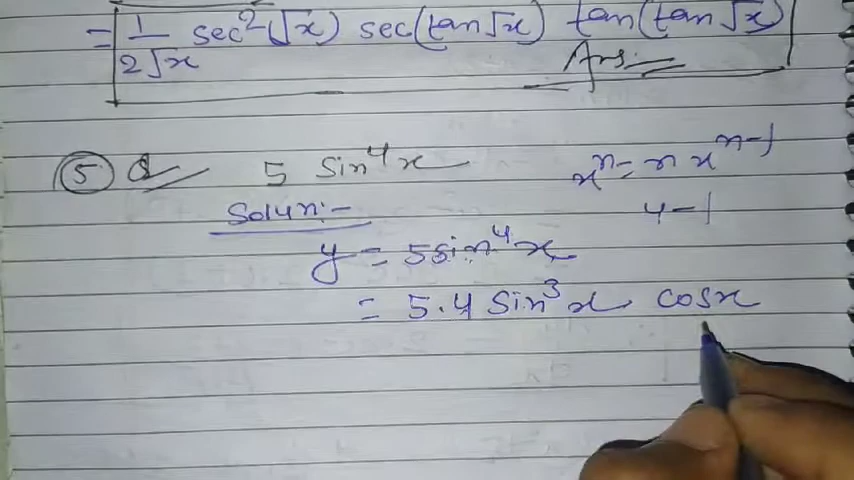 = 1/2√x sec²(√x) sec(tan√x) tan(tan√x)
Ans.
5 Q 5 Sin⁴x xⁿ = n xⁿ⁻¹
4-1
Solun:-
y = 5sin⁴x
= 5.4 Sin³x cosx